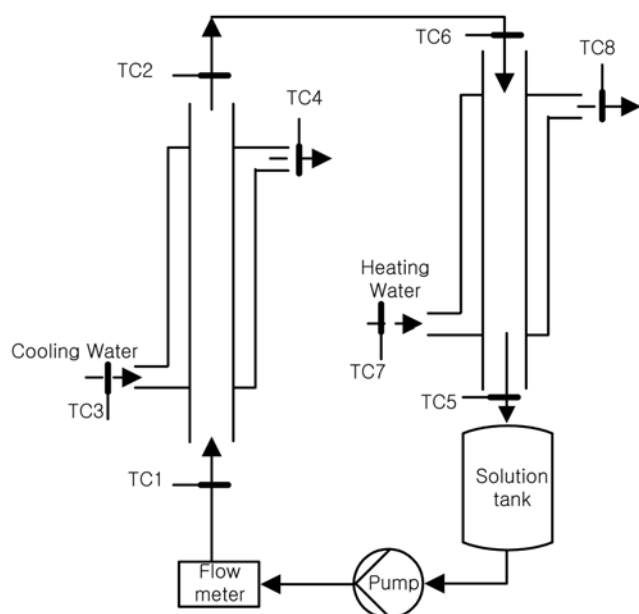 TC2
TC6
TC8
TC4
Heating
Water
Cooling Water
TC3
TC7
TC5
TC1
Solution
tank
Flow
meter
Pump